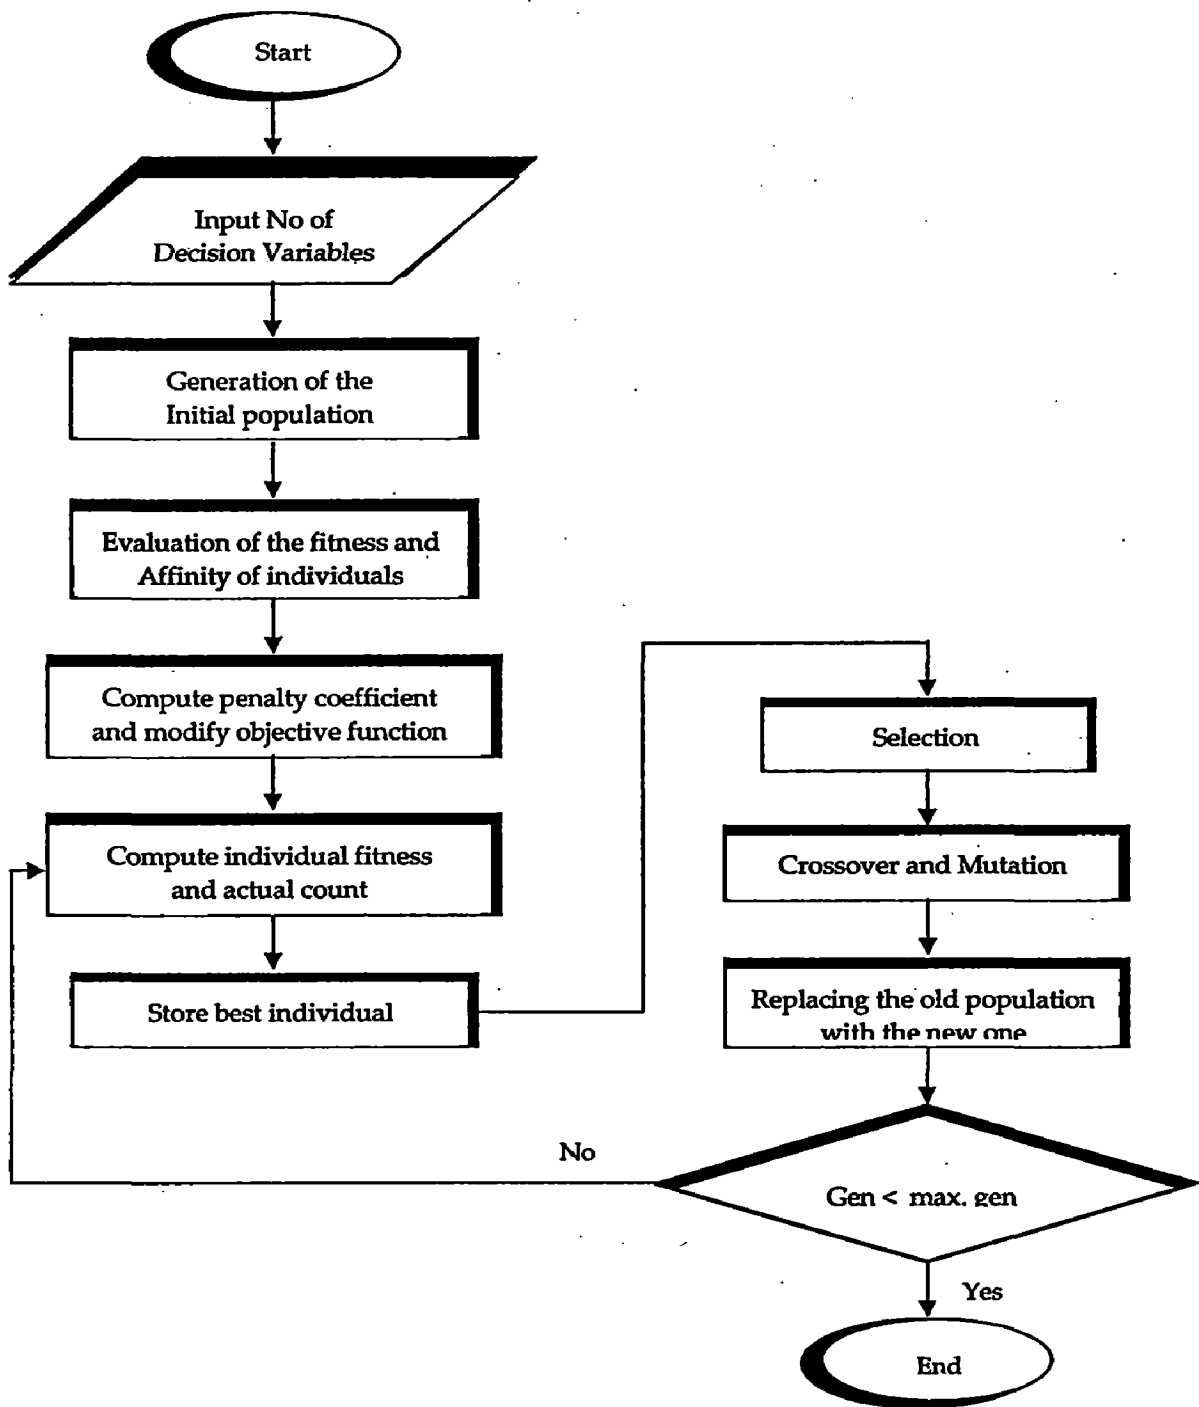 Start
Input No of
Decision Variables
Generation of the
Initial population
Evaluation of the fitness and
Affinity of individuals
Compute penalty coefficient
and modify objective function
Compute individual fitness
and actual count
Store best individual
Selection
Crossover and Mutation
Replacing the old population
with the new one
No
Gen < max. gen
Yes
End